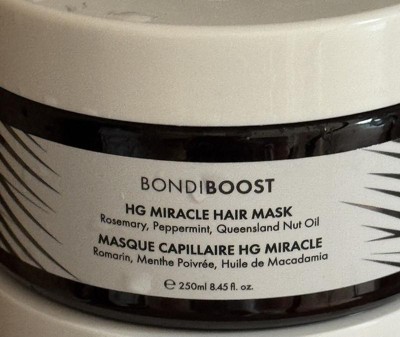 BONDIBOOST
HG MIRACLE HAIR MASK
Rosemary, Peppermint, Queensland Nut Oil
MASQUE CAPILLAIRE HG MIRACLE
Romarin, Menthe Poivrée, Huile de Macadamia
℮ 250ml 8.45 fl. oz.